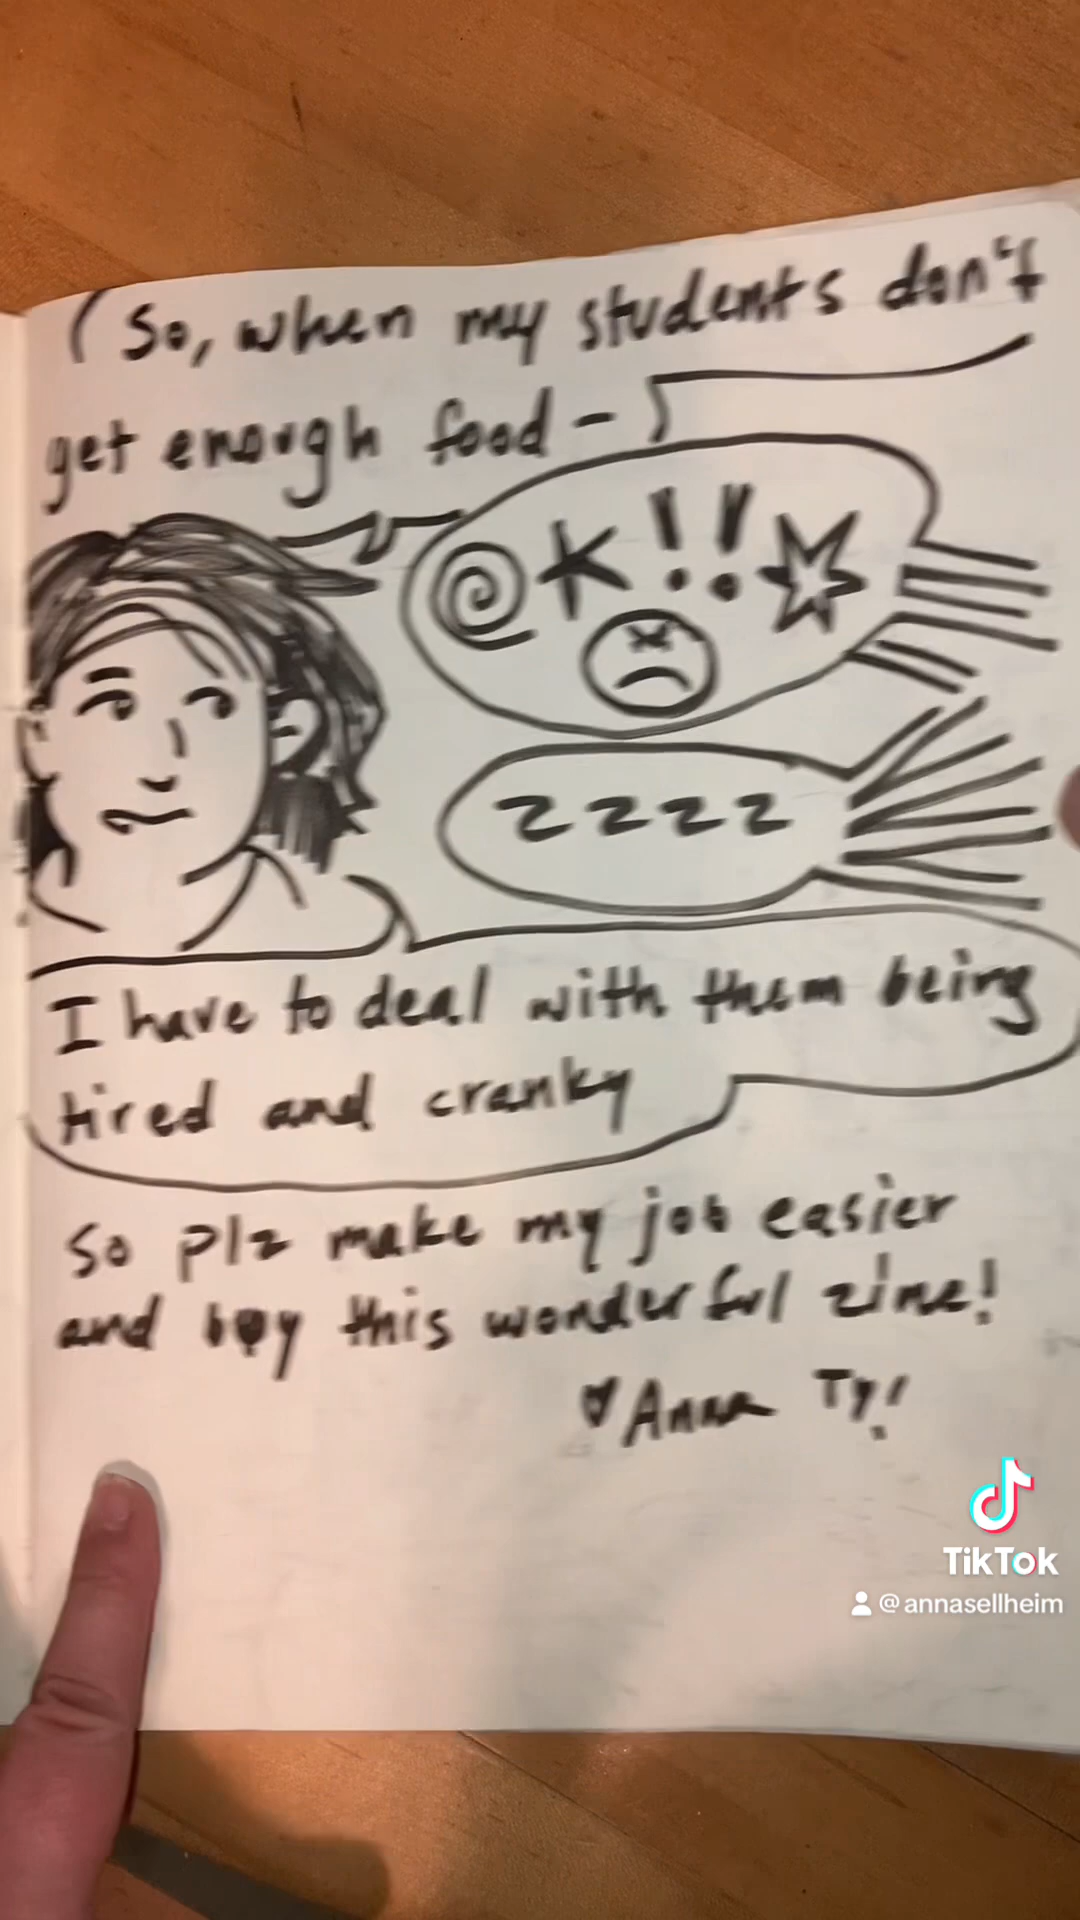 So, when my students don't
get enough food -
@*!!
zzzz
I have to deal with them being
tired and cranky
So plz make my job easier
and buy this wonderful zine!
♥Anna Ty!
TikTok
@annasellheim